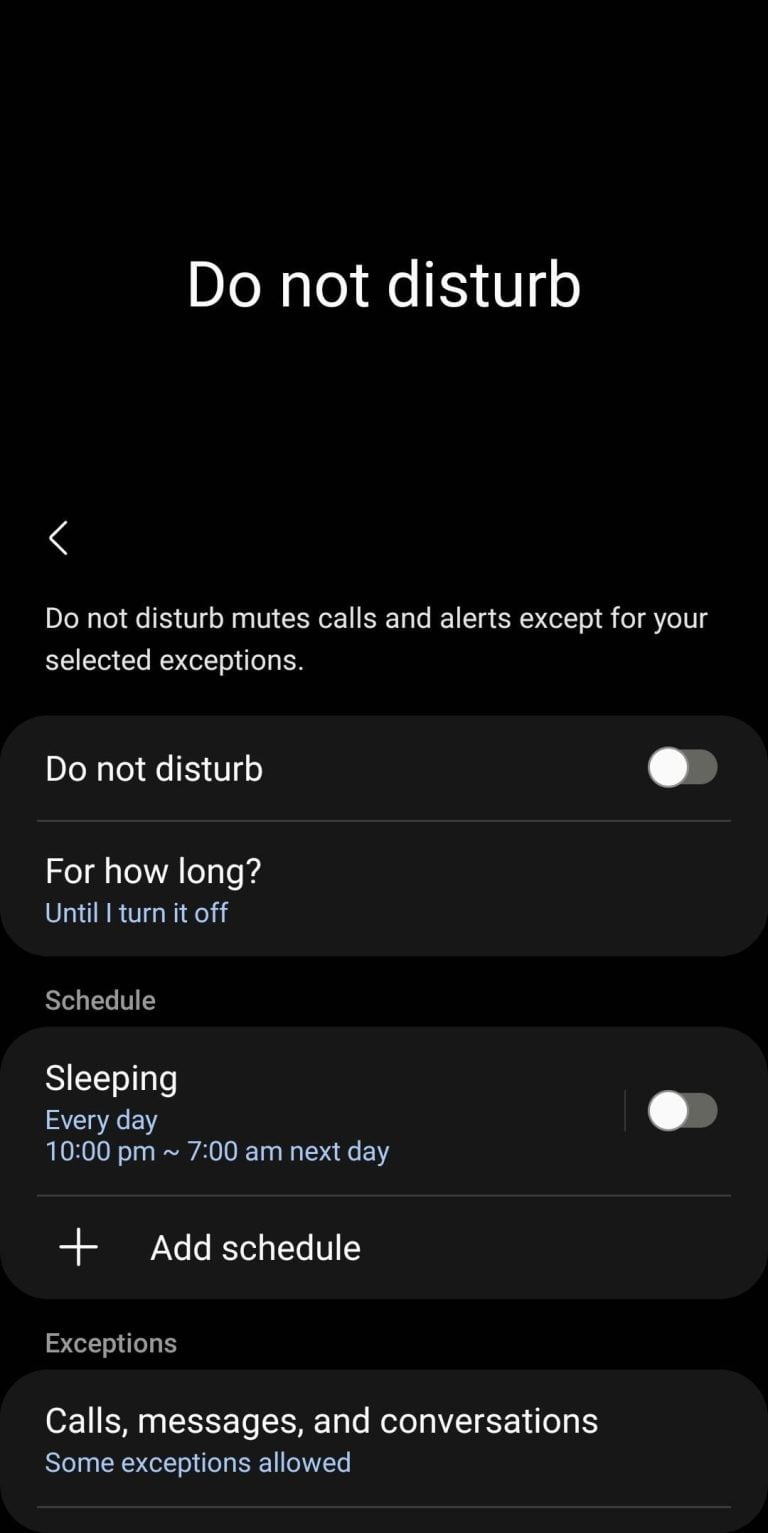 Do not disturb
Do not disturb mutes calls and alerts except for your
selected exceptions.
Do not disturb
For how long?
Until I turn it off
Schedule
Sleeping
Every day
10:00 pm ~ 7:00 am next day
Add schedule
Exceptions
Calls, messages, and conversations
Some exceptions allowed